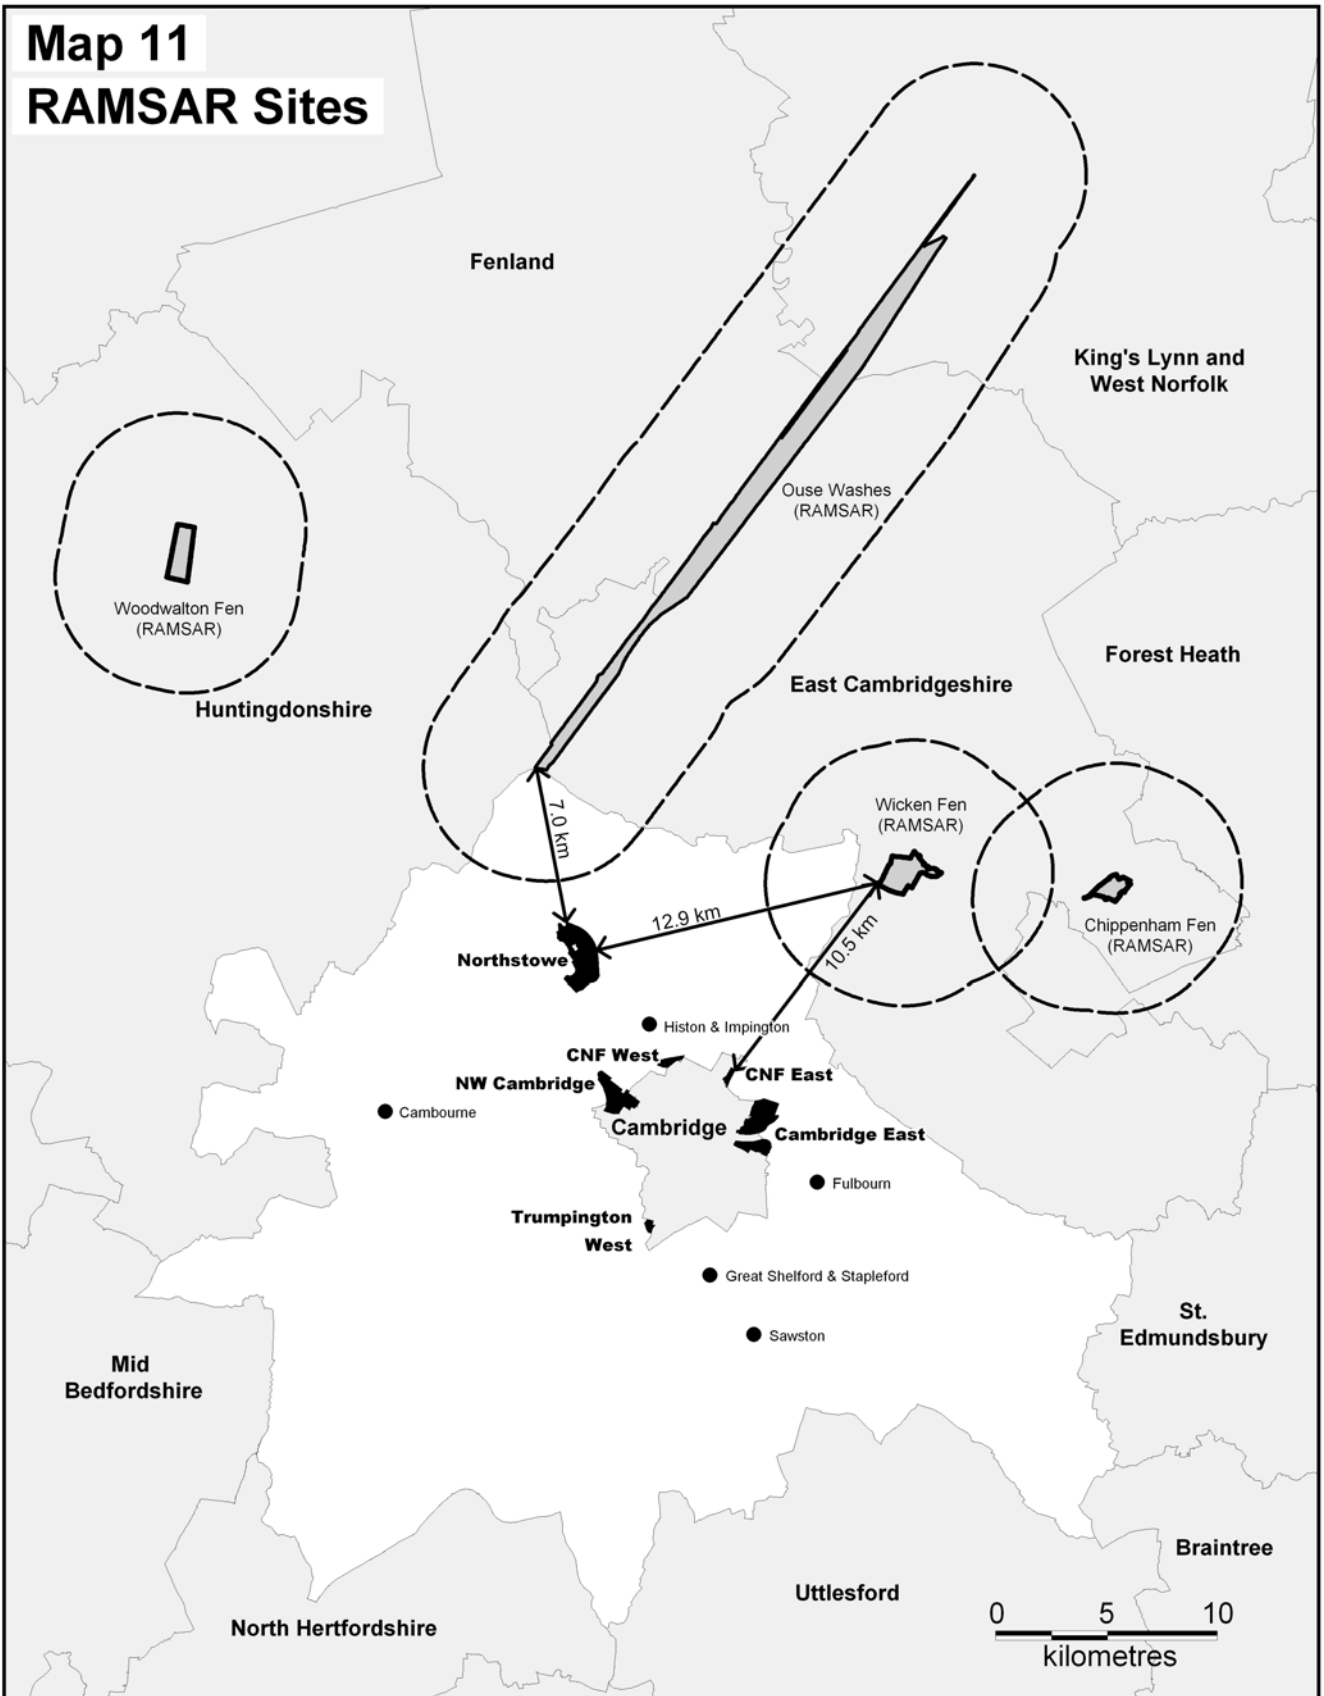 Map 11
RAMSAR Sites
Fenland
King's Lynn and
West Norfolk
Ouse Washes
(RAMSAR)
Woodwalton Fen
(RAMSAR)
Forest Heath
East Cambridgeshire
Huntingdonshire
7.0 km
Wicken Fen
(RAMSAR)
12.9 km
10.5 km
Chippenham Fen
(RAMSAR)
Northstowe
Histon & Impington
CNF West
CNF East
NW Cambridge
Cambourne
Cambridge
Cambridge East
Fulbourn
Trumpington
West
Great Shelford & Stapleford
Sawston
St.
Edmundsbury
Mid
Bedfordshire
Braintree
Uttlesford
North Hertfordshire
0 5 10
kilometres